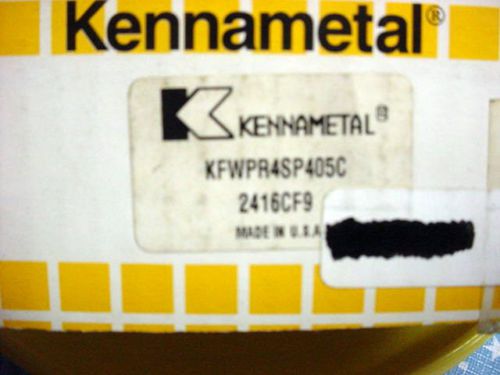 Kennametal®
KENNAMETAL®
KFWPR4SP405C
2416CF9
MADE IN U.S.A